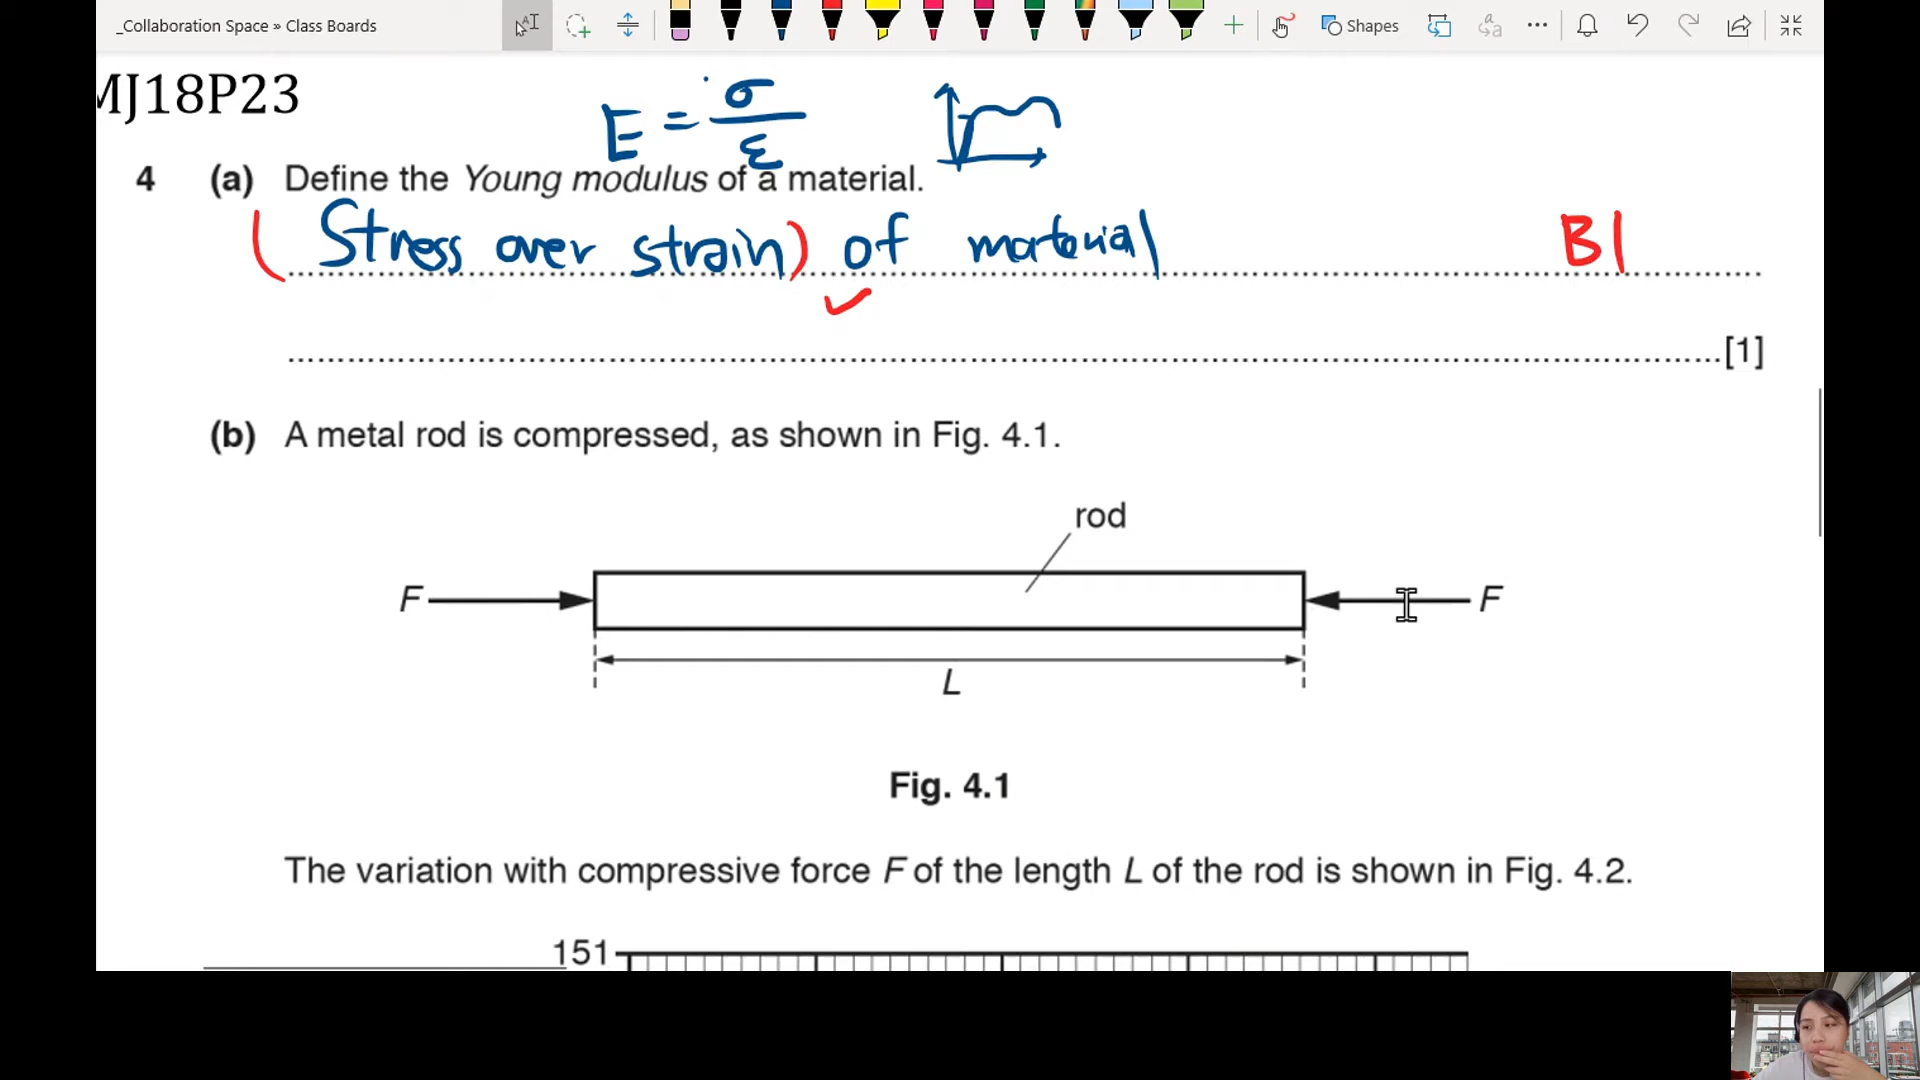 _Collaboration Space » Class Boards
Shapes
MJ18P23
E = σ/ε
4 (a) Define the Young modulus of a material.
(Stress over strain) of material B1
[1]
(b) A metal rod is compressed, as shown in Fig. 4.1.
rod
F F
L
Fig. 4.1
The variation with compressive force F of the length L of the rod is shown in Fig. 4.2.
151